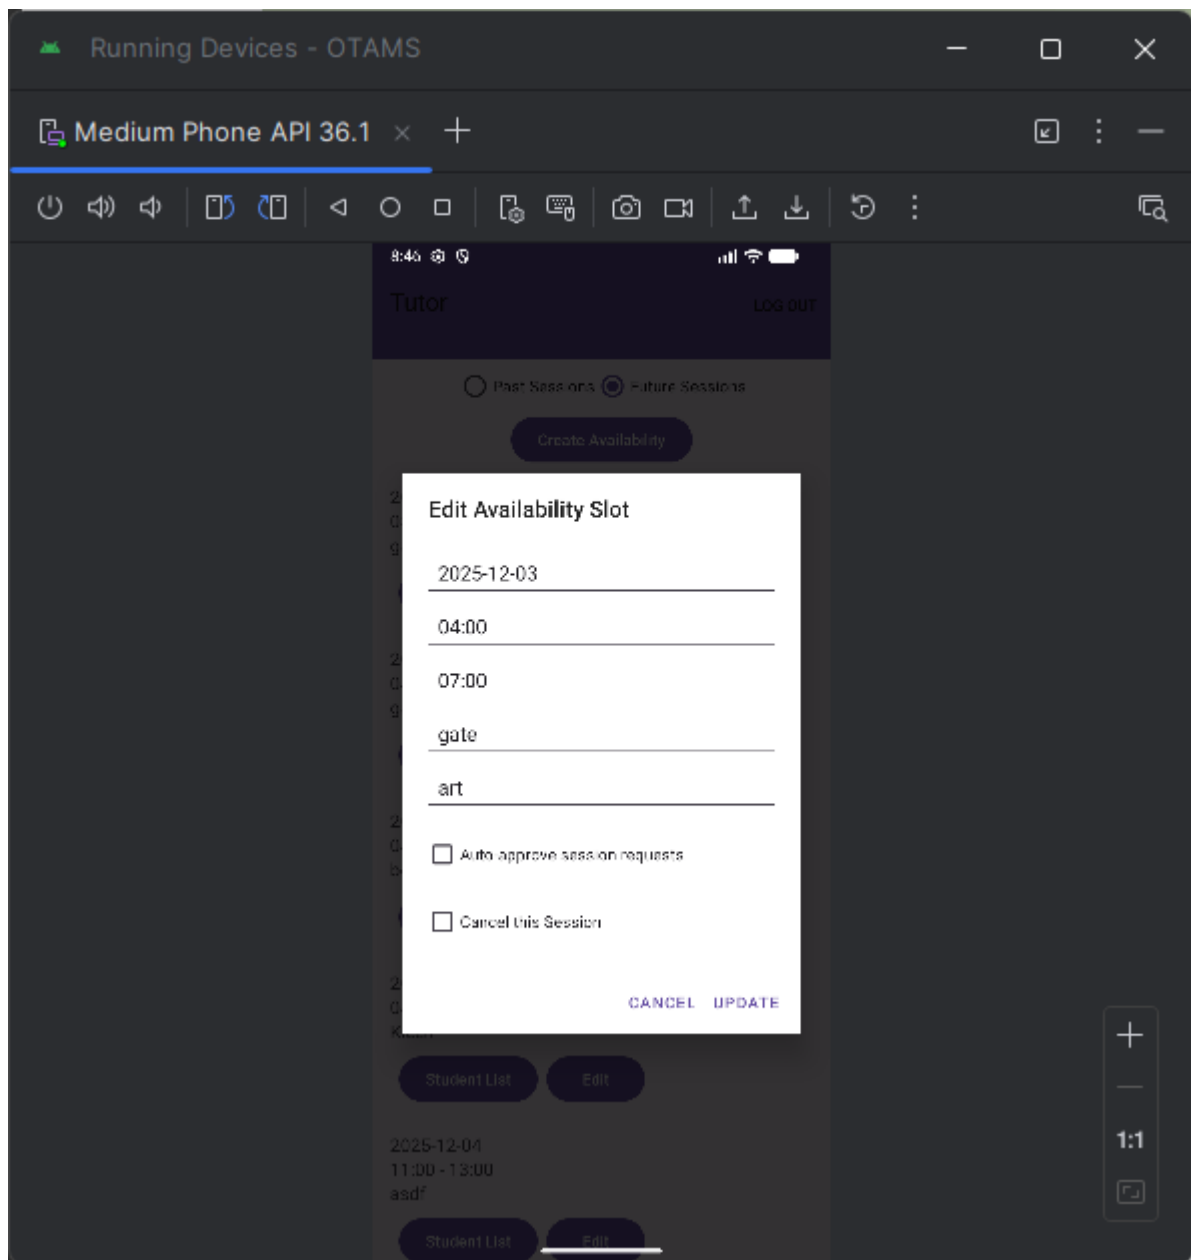 Running Devices - OTAMS
Medium Phone API 36.1
8:46
Tutor LOG OUT
Past Sessions Future Sessions
Create Availability
Edit Availability Slot
2025-12-03
04:00
07:00
gate
art
Auto approve session requests
Cancel this Session
CANCEL UPDATE
Student List Edit
2025-12-04
11:00 - 13:00
asdf
Student List Edit
1:1